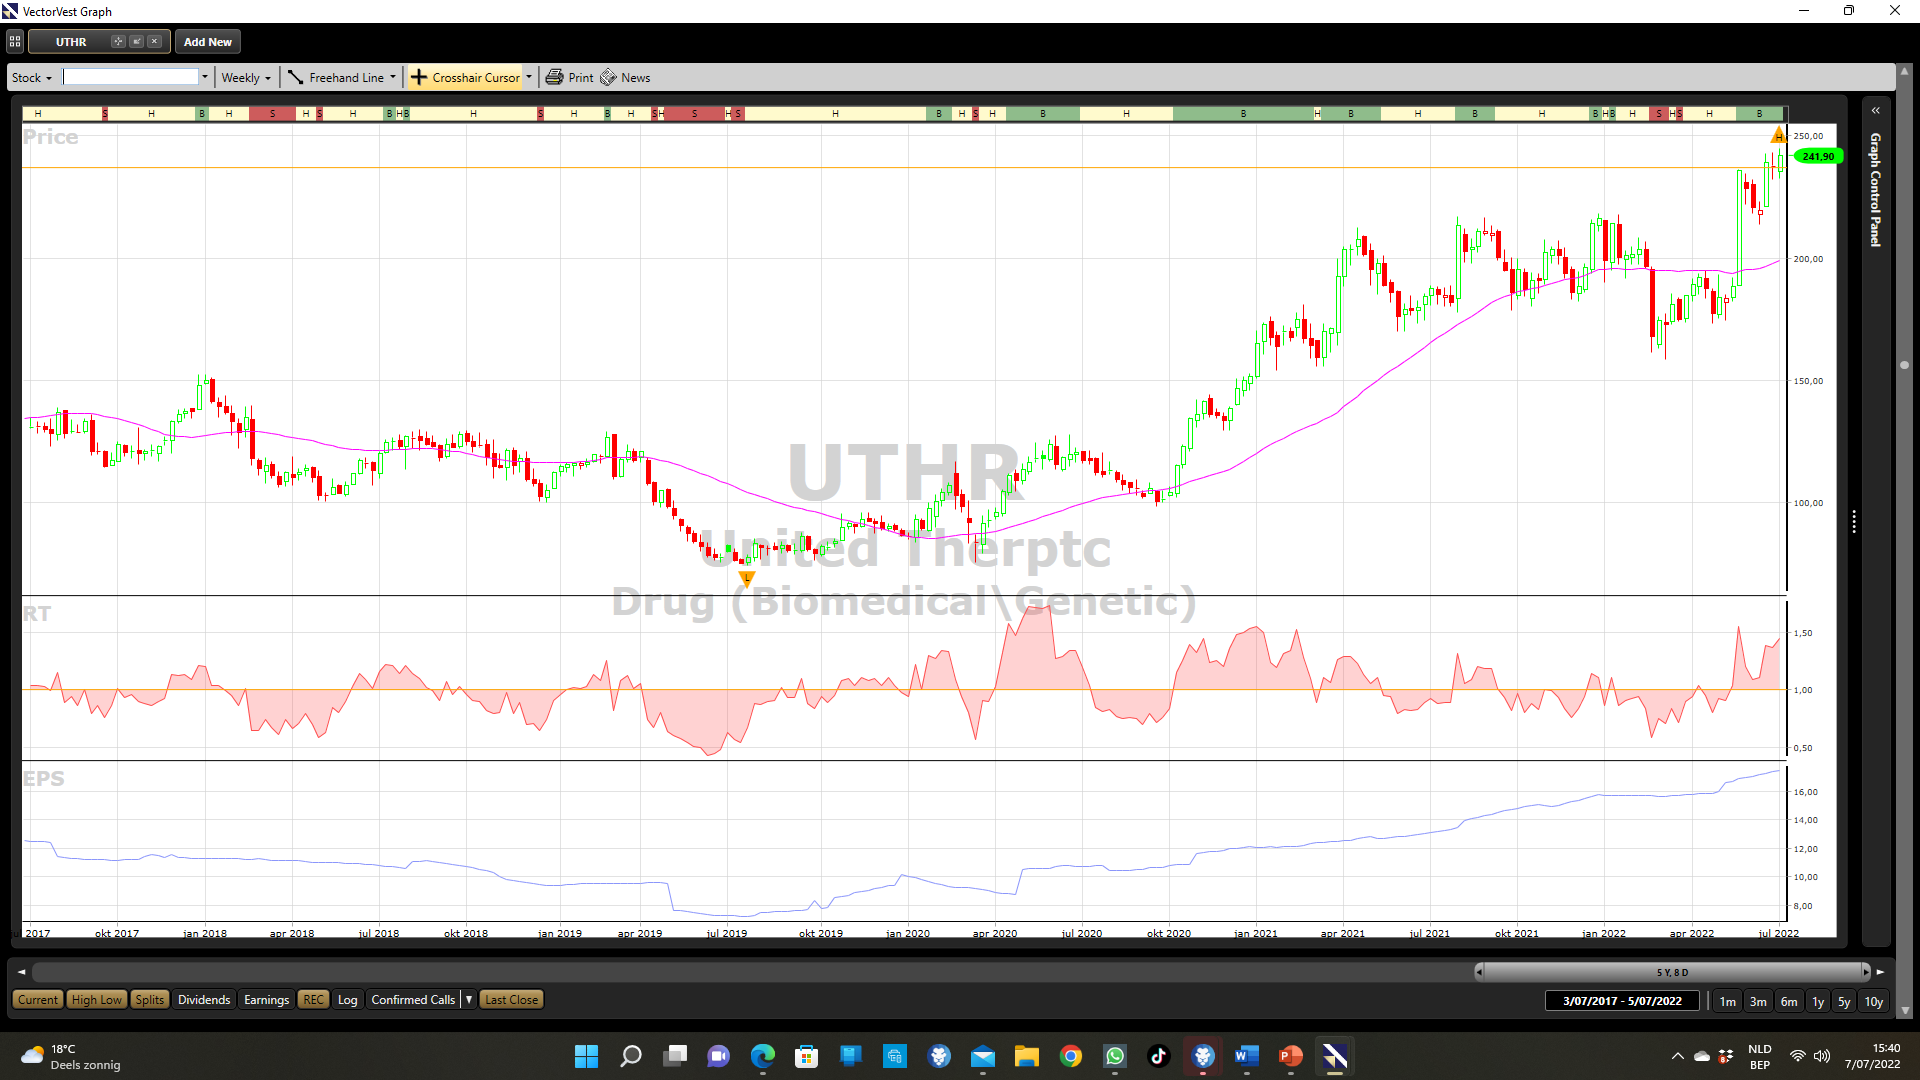 VectorVest Graph
UTHR
Add New
Stock
Weekly
Freehand Line
Crosshair Cursor
Print
News
H S H B H S H S H B H B H S H B H S H S H S H B H S H B H B H B H B H B H B H S H S H B
Price
250,00
H
241,90
200,00
150,00
100,00
UTHR
United Therptc
Drug (Biomedical\Genetic)
L
Graph Control Panel
RT
1,50
1,00
0,50
EPS
16,00
14,00
12,00
10,00
8,00
2017 okt 2017 jan 2018 apr 2018 jul 2018 okt 2018 jan 2019 apr 2019 jul 2019 okt 2019 jan 2020 apr 2020 jul 2020 okt 2020 jan 2021 apr 2021 jul 2021 okt 2021 jan 2022 apr 2022 jul 2022
5 Y, 8 D
Current High Low Splits Dividends Earnings REC Log Confirmed Calls Last Close
3/07/2017 - 5/07/2022
1m 3m 6m 1y 5y 10y
18°C
Deels zonnig
NLD
BEP
15:40
7/07/2022